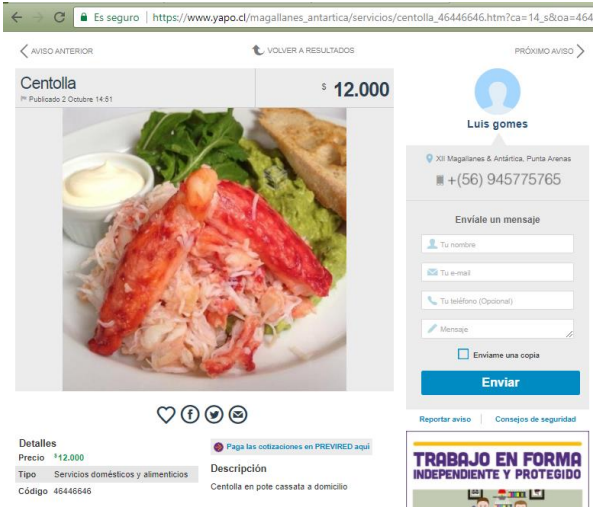 Es seguro https://www.yapo.cl/magallanes_antartica/servicios/centolla_46446646.htm?ca=14_s&oa=464
AVISO ANTERIOR
VOLVER A RESULTADOS
PRÓXIMO AVISO
Centolla
Publicado 2 Octubre 14:51
$ 12.000
Luis gomes
XII Magallanes & Antártica, Punta Arenas
+(56) 945775765
Envíale un mensaje
Tu nombre
Tu e-mail
Tu teléfono (Opcional)
Mensaje
Enviame una copia
Enviar
Reportar aviso
Consejos de seguridad
Detalles
Precio $12.000
Tipo Servicios domésticos y alimenticios
Código 46446646
Paga las cotizaciones en PREVIRED aquí
Descripción
Centolla en pote cassata a domicilio
TRABAJO EN FORMA
INDEPENDIENTE Y PROTEGIDO